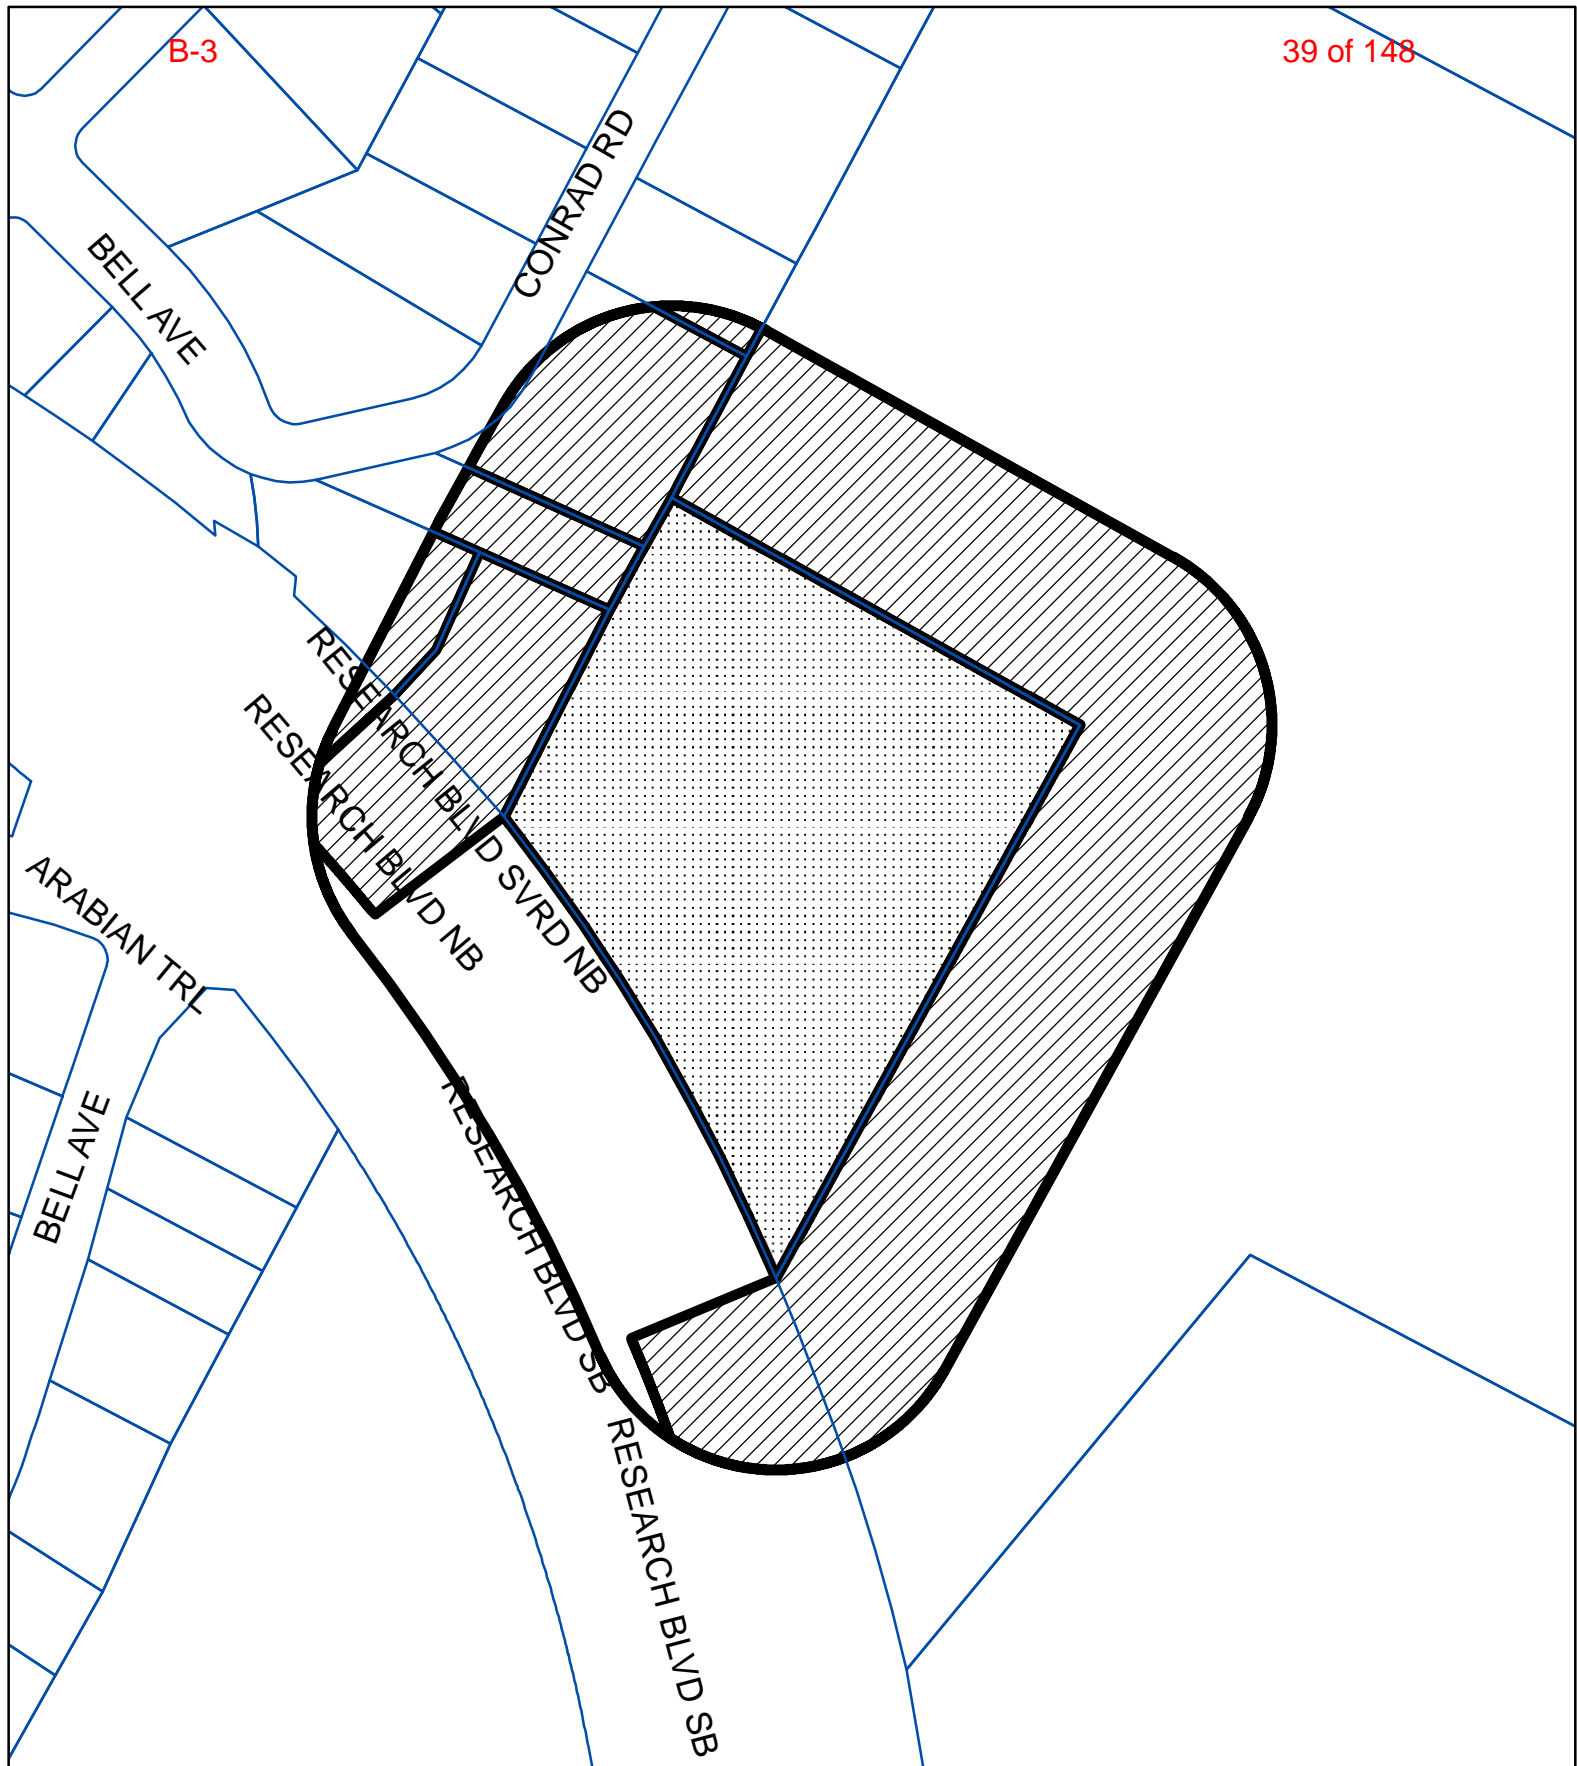 B-3
39 of 148
CONRAD RD
BELL AVE
RESEARCH BLVD SVRD NB
RESEARCH BLVD NB
ARABIAN TRL
BELL AVE
RESEARCH BLVD SB
RESEARCH BLVD SB